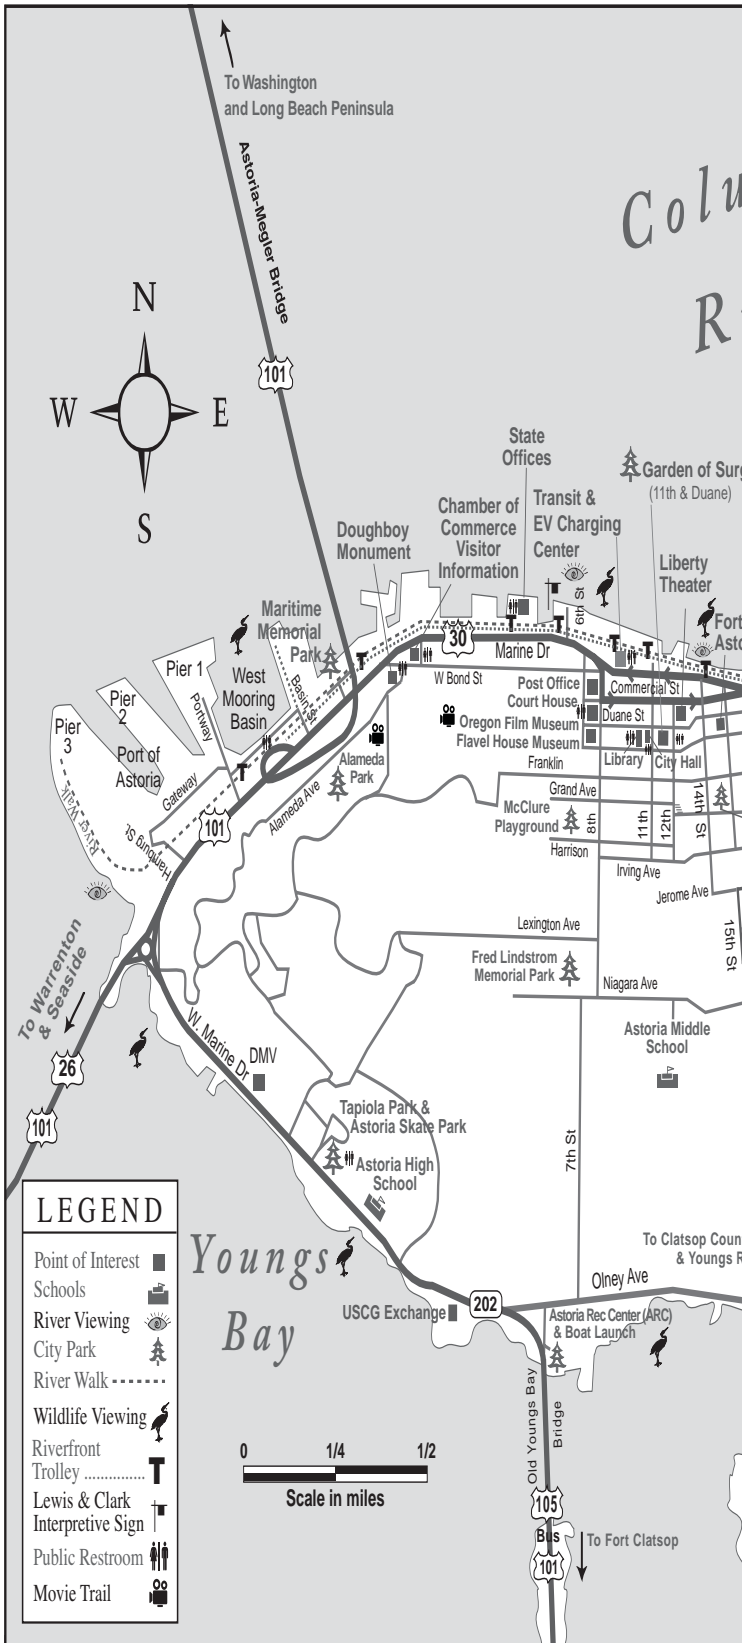 To Washington
and Long Beach Peninsula
Astoria-Megler Bridge
Colu
R
101
N
W
E
S
State
Offices
Garden of Surg
(11th & Duane)
Chamber of
Commerce
Visitor
Information
Transit &
EV Charging
Center
Doughboy
Monument
Liberty
Theater
6th St
Maritime
Memorial
Park
Fort
Asto
30
Marine Dr
Pier 1
West
Mooring
Basin
Basin St
W Bond St
Post Office
Court House
Commercial St
Duane St
Pier
2
Portway
Pier
3
Oregon Film Museum
Flavel House Museum
Port of
Astoria
Alameda
Park
Library
City Hall
Franklin
Gateway
River Walk
Alameda Ave
Grand Ave
McClure
Playground
8th
11th
12th
14th St
101
Hamburg St.
Harrison
Irving Ave
Jerome Ave
Lexington Ave
15th St
To Warrenton
& Seaside
Fred Lindstrom
Memorial Park
Niagara Ave
W. Marine Dr
DMV
Astoria Middle
School
26
101
Tapiola Park &
Astoria Skate Park
Astoria High
School
7th St
LEGEND
Point of Interest
Schools
River Viewing
City Park
River Walk
Wildlife Viewing
Riverfront
Trolley ...............
Lewis & Clark
Interpretive Sign
Public Restroom
Movie Trail
Youngs
Bay
To Clatsop Coun
& Youngs R
Olney Ave
202
USCG Exchange
Astoria Rec Center (ARC)
& Boat Launch
Old Youngs Bay
Bridge
0 1/4 1/2
Scale in miles
105
Bus
101
To Fort Clatsop